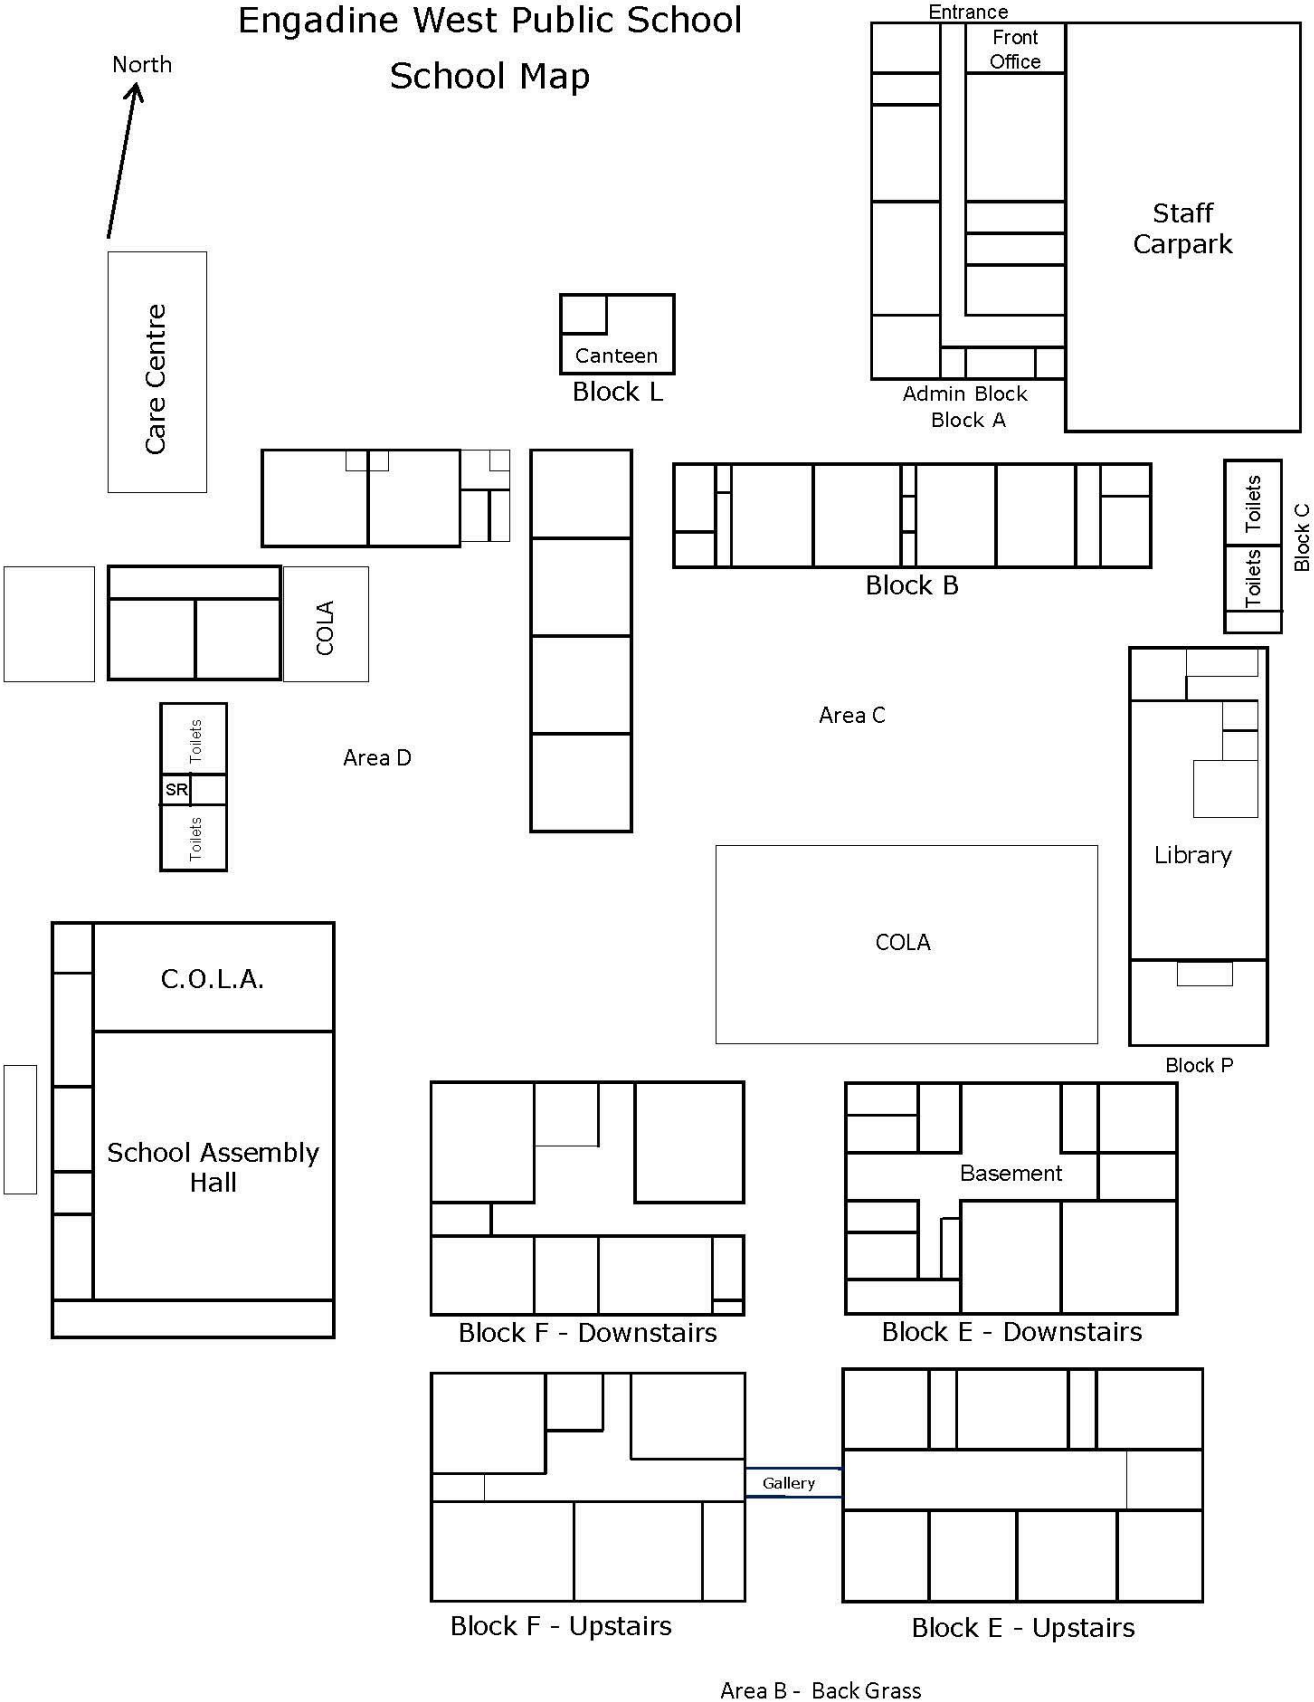 Engadine West Public School
School Map
North
Entrance
Front
Office
Staff
Carpark
Care Centre
Canteen
Block L
Admin Block
Block A
Toilets
Toilets
Block C
Block B
COLA
Area C
Area D
Toilets
SR
Toilets
Library
COLA
C.O.L.A.
Block P
School Assembly
Hall
Basement
Block F - Downstairs
Block E - Downstairs
Gallery
Block F - Upstairs
Block E - Upstairs
Area B - Back Grass